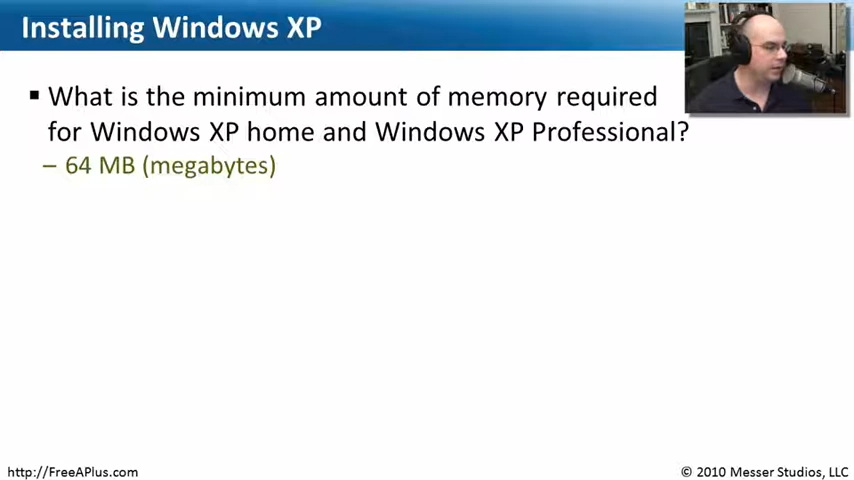 Installing Windows XP
▪ What is the minimum amount of memory required
for Windows XP home and Windows XP Professional?
– 64 MB (megabytes)
http://FreeAPlus.com
© 2010 Messer Studios, LLC